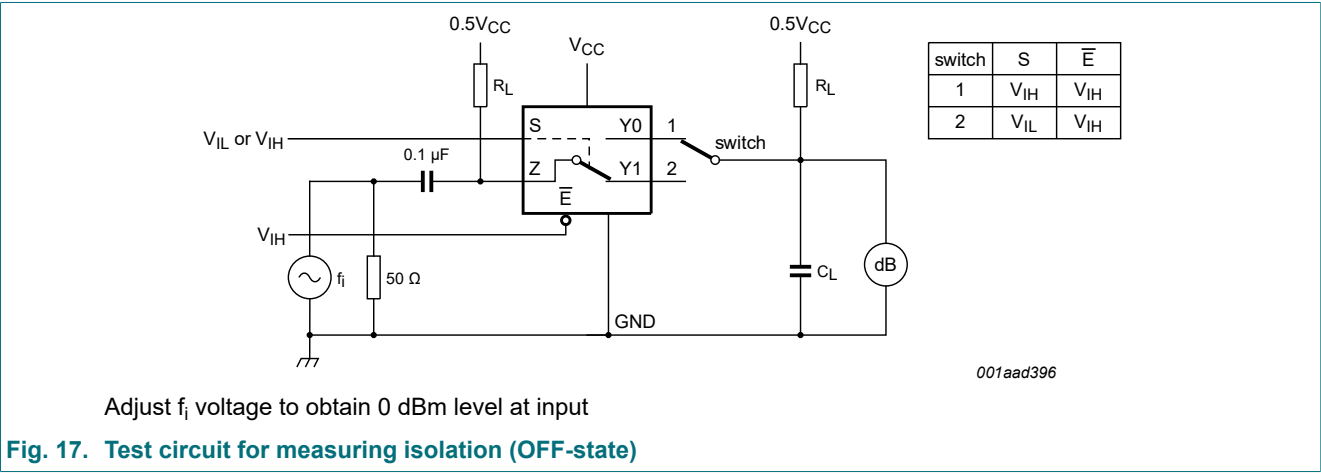 0.5VCC
VCC
0.5VCC
RL
RL
switch S E̅
1 VIH VIH
2 VIL VIH
VIL or VIH
S
Y0
1
switch
0.1 µF
Z
Y1
2
E̅
VIH
fi
50 Ω
CL
dB
GND
001aad396
Adjust fi voltage to obtain 0 dBm level at input
Fig. 17. Test circuit for measuring isolation (OFF-state)